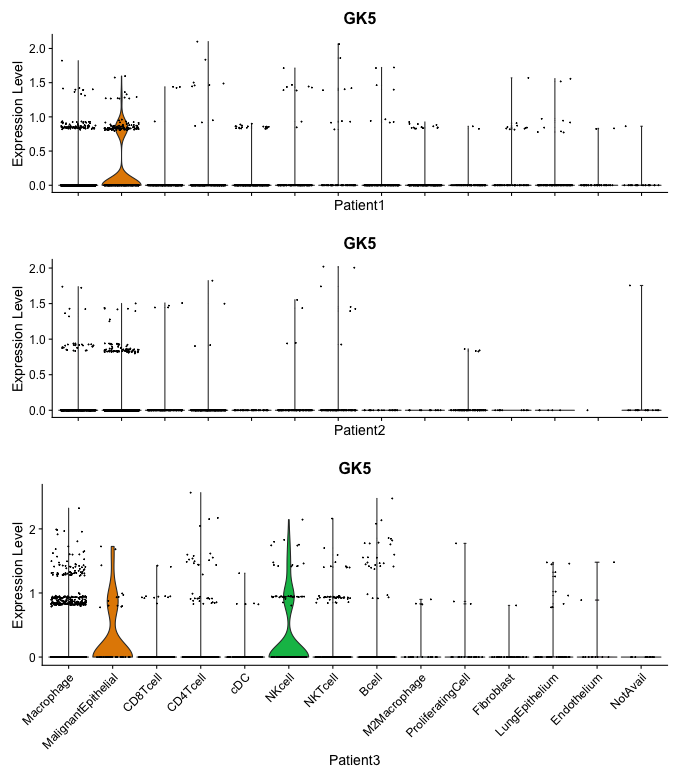 GK5
Expression Level
2.0
1.5
1.0
0.5
0.0
Patient1
GK5
Expression Level
2.0
1.5
1.0
0.5
0.0
Patient2
GK5
Expression Level
2
1
0
Macrophage
MalignantEpithelial
CD8Tcell
CD4Tcell
cDC
NKcell
NKTcell
Bcell
M2Macrophage
ProliferatingCell
Fibroblast
LungEpithelium
Endothelium
NotAvail
Patient3